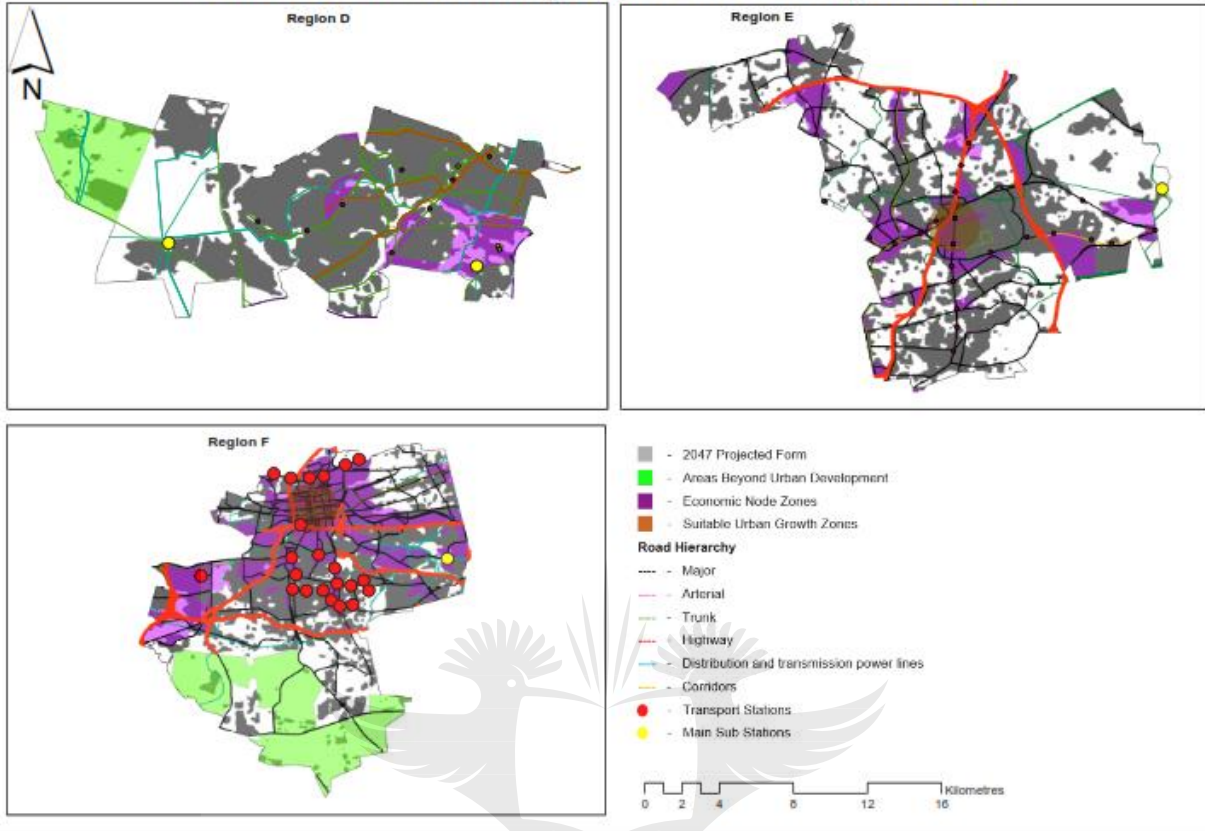 Region D
N
Region E
Region F
- 2047 Projected Form
- Areas Beyond Urban Development
- Economic Node Zones
- Suitable Urban Growth Zones
Road Hierarchy
- Major
- Arterial
- Trunk
- Highway
- Distribution and transmission power lines
- Corridors
- Transport Stations
- Main Sub Stations
Kilometres
0 2 4 8 12 16